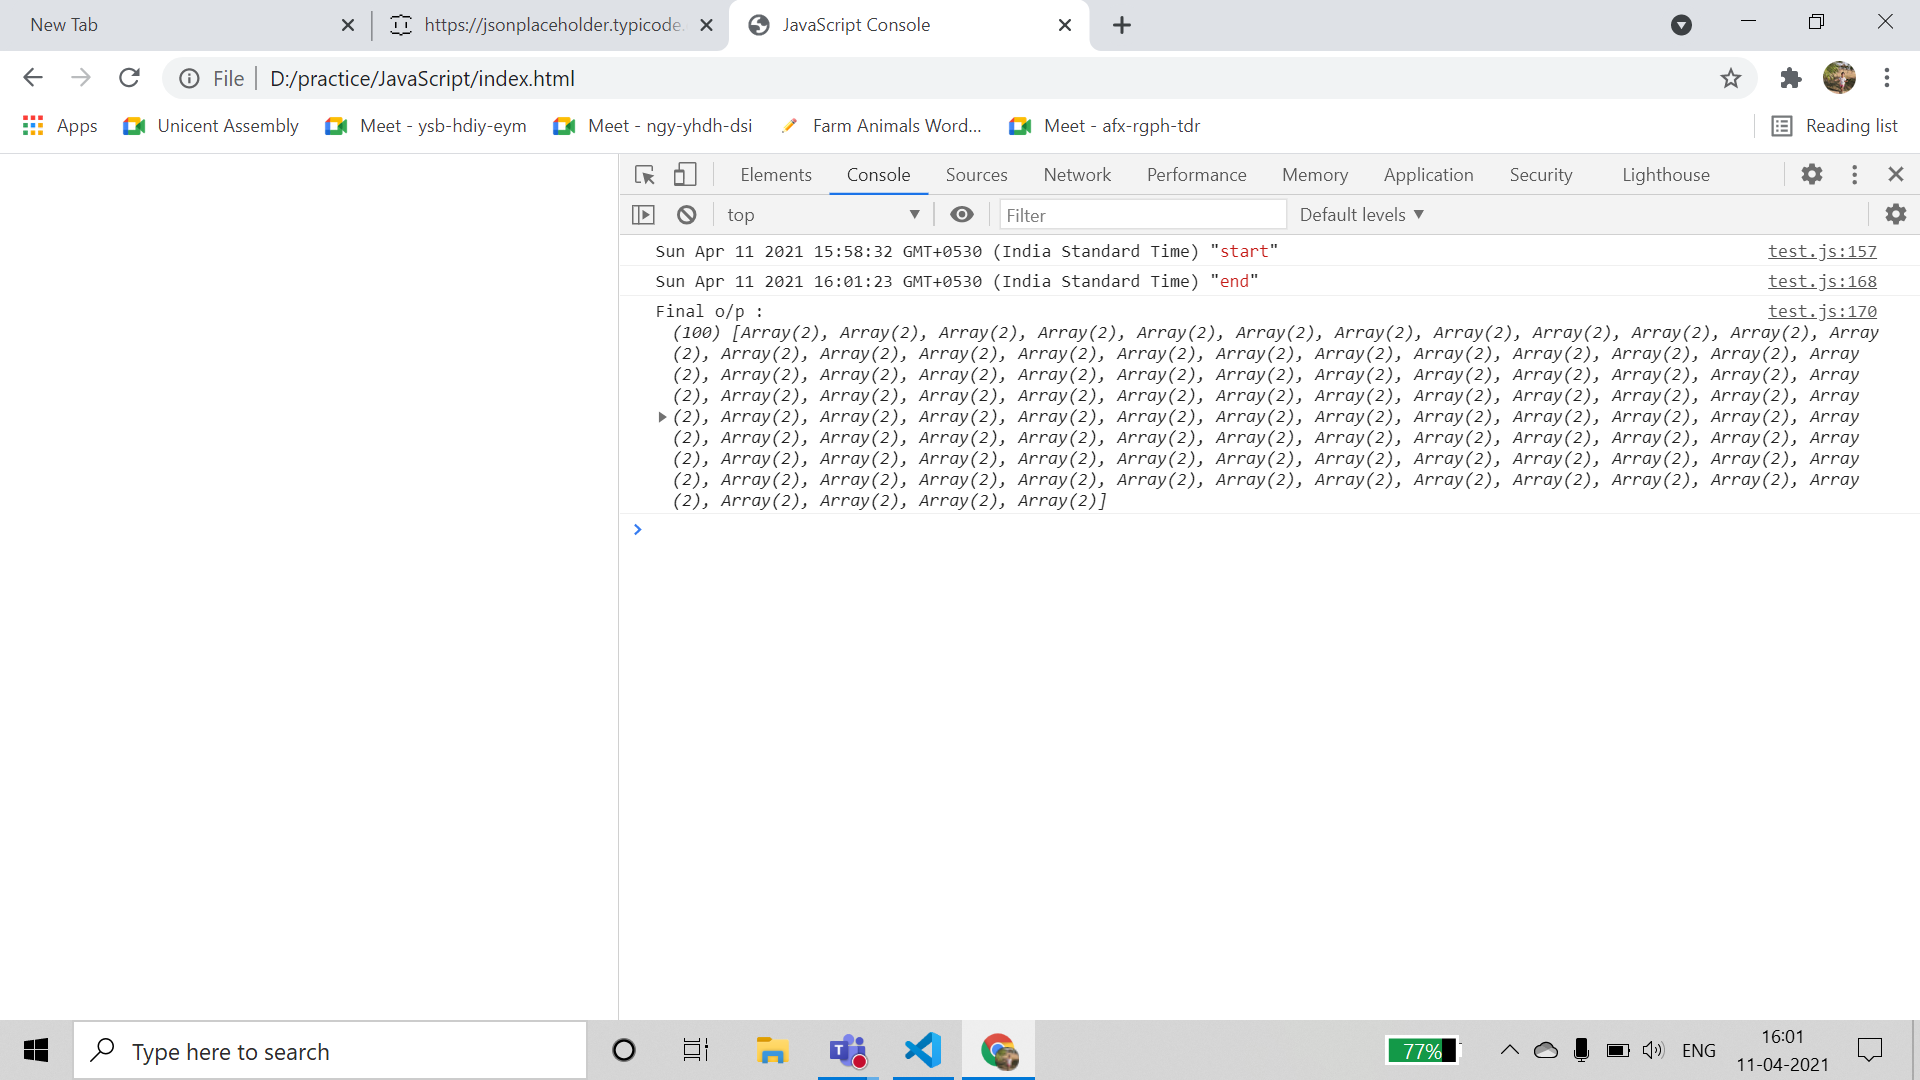 New Tab
https://jsonplaceholder.typicode.
JavaScript Console
File
D:/practice/JavaScript/index.html
Apps
Unicent Assembly
Meet - ysb-hdiy-eym
Meet - ngy-yhdh-dsi
Farm Animals Word...
Meet - afx-rgph-tdr
Reading list
Elements Console Sources Network Performance Memory Application Security Lighthouse
top
Filter
Default levels
Sun Apr 11 2021 15:58:32 GMT+0530 (India Standard Time) "start" test.js:157
Sun Apr 11 2021 16:01:23 GMT+0530 (India Standard Time) "end" test.js:168
Final o/p : test.js:170
(100) [Array(2), Array(2), Array(2), Array(2), Array(2), Array(2), Array(2), Array(2), Array(2), Array(2), Array(2), Array
(2), Array(2), Array(2), Array(2), Array(2), Array(2), Array(2), Array(2), Array(2), Array(2), Array(2), Array(2), Array
(2), Array(2), Array(2), Array(2), Array(2), Array(2), Array(2), Array(2), Array(2), Array(2), Array(2), Array(2), Array
(2), Array(2), Array(2), Array(2), Array(2), Array(2), Array(2), Array(2), Array(2), Array(2), Array(2), Array(2), Array
(2), Array(2), Array(2), Array(2), Array(2), Array(2), Array(2), Array(2), Array(2), Array(2), Array(2), Array(2), Array
(2), Array(2), Array(2), Array(2), Array(2), Array(2), Array(2), Array(2), Array(2), Array(2), Array(2), Array(2), Array
(2), Array(2), Array(2), Array(2), Array(2), Array(2), Array(2), Array(2), Array(2), Array(2), Array(2), Array(2), Array
(2), Array(2), Array(2), Array(2), Array(2), Array(2), Array(2), Array(2), Array(2), Array(2), Array(2), Array(2), Array
(2), Array(2), Array(2), Array(2), Array(2)]
Type here to search
77%
ENG
16:01
11-04-2021